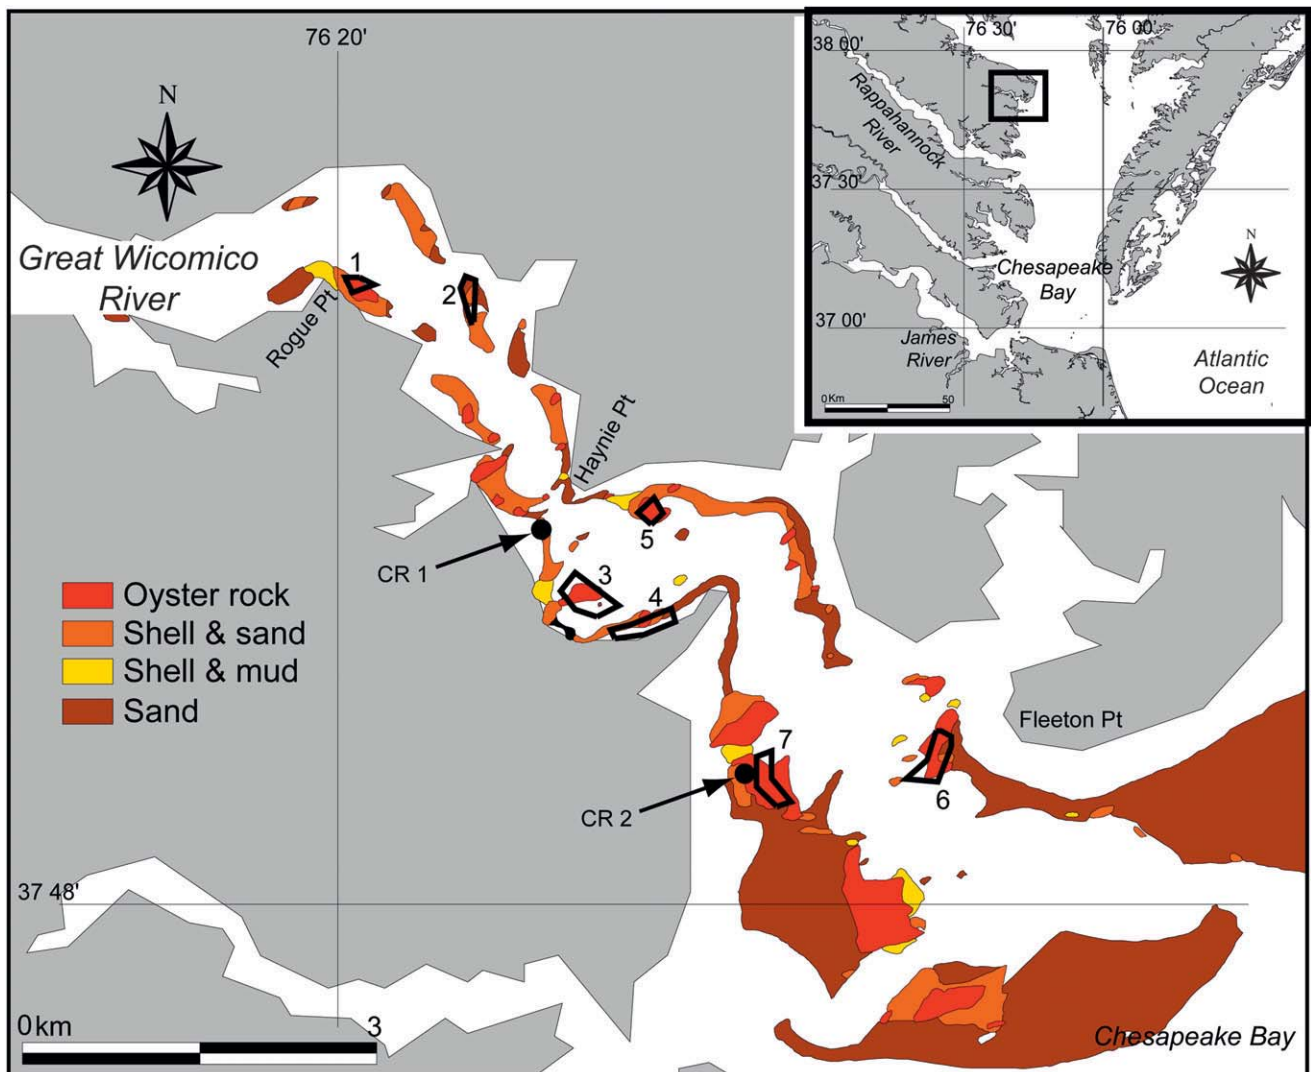 76 20'
N
Great Wicomico
River
Rogue Pt
1
2
Haynie Pt
5
CR 1
3
4
Oyster rock
Shell & sand
Shell & mud
Sand
Fleeton Pt
7
6
CR 2
37 48'
0 km 3
Chesapeake Bay
76 30' 76 00'
38 00'
Rappahannock
River
37 30'
N
Chesapeake
Bay
37 00'
James
River
Atlantic
Ocean
0 Km 50